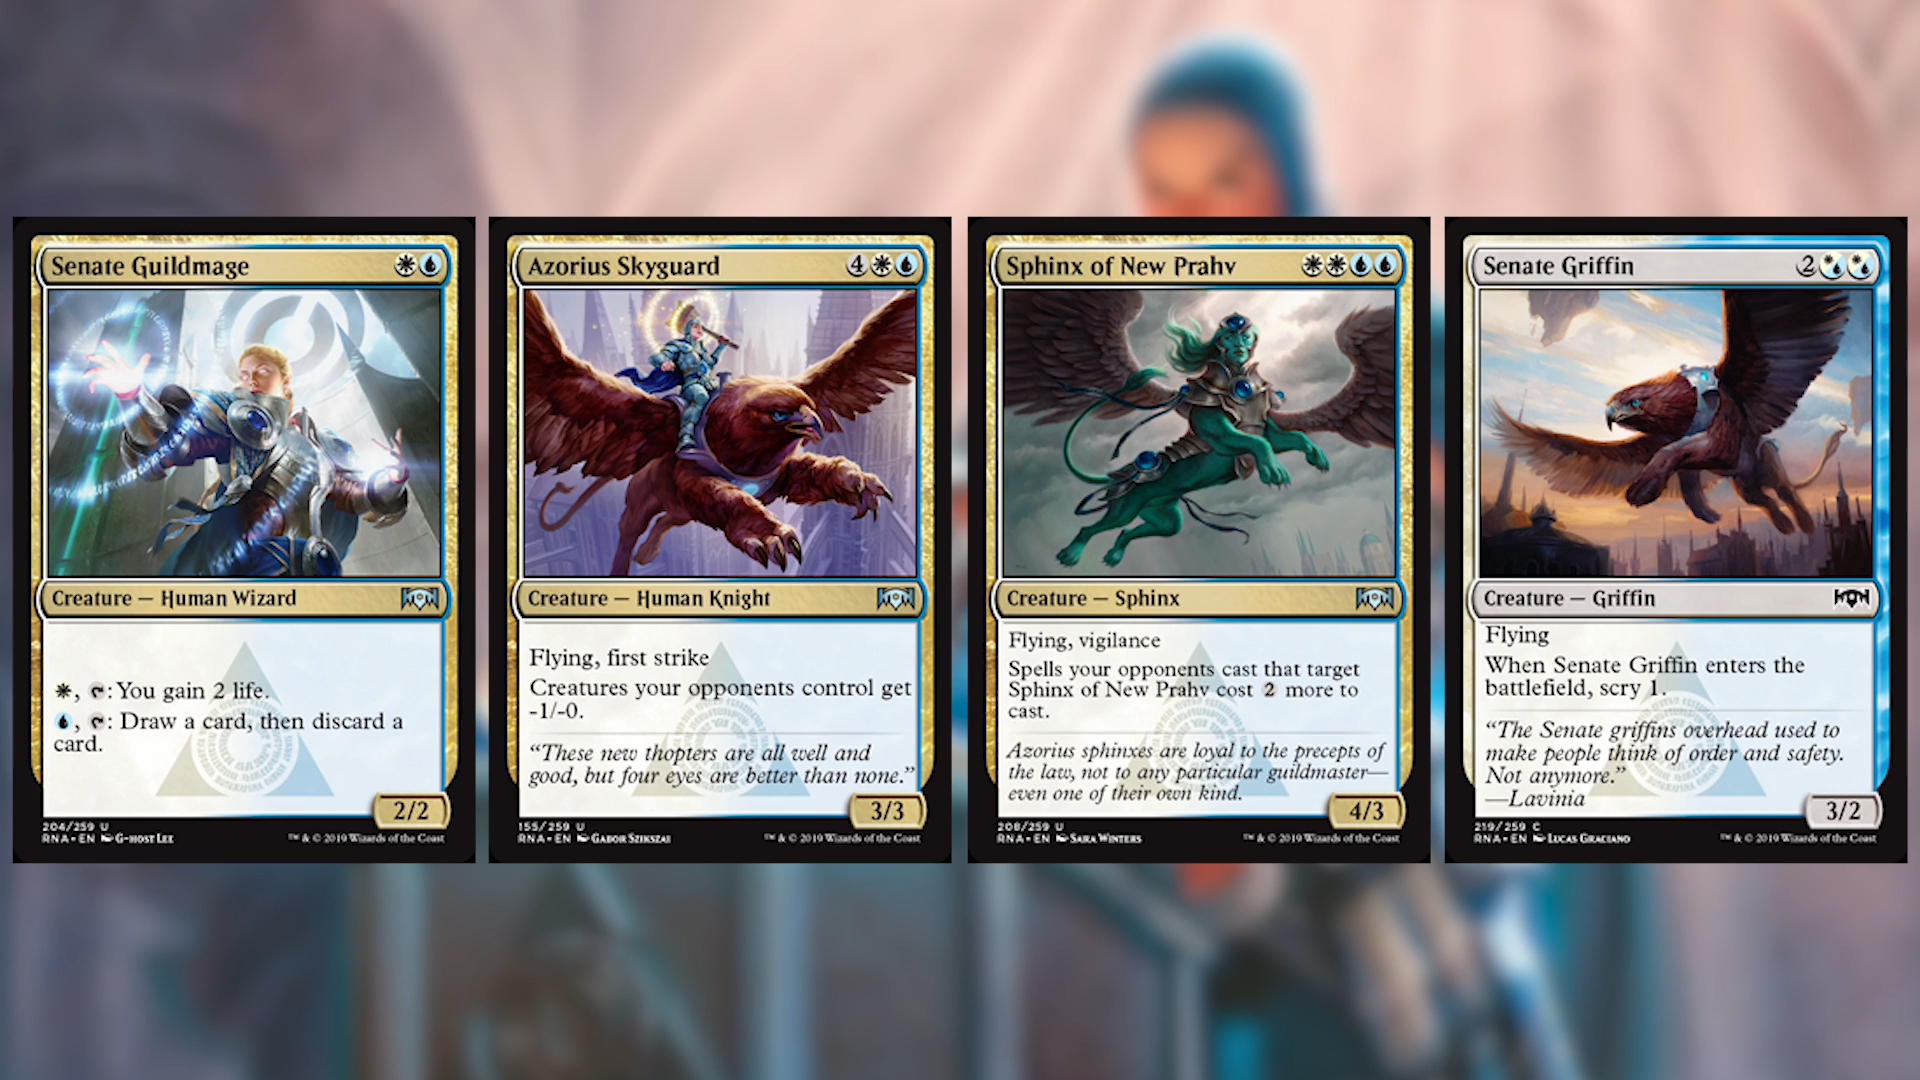 Senate Guildmage
Creature — Human Wizard
, : You gain 2 life.
, : Draw a card, then discard a
card.
2/2
204/259 U
RNA • EN G-host Lee
™ & © 2019 Wizards of the Coast
Azorius Skyguard
4
Creature — Human Knight
Flying, first strike
Creatures your opponents control get
-1/-0.
“These new thopters are all well and
good, but four eyes are better than none.”
3/3
155/259 U
RNA • EN Gabor Szikszai
™ & © 2019 Wizards of the Coast
Sphinx of New Prahv
Creature — Sphinx
Flying, vigilance
Spells your opponents cast that target
Sphinx of New Prahv cost 2 more to
cast.
Azorius sphinxes are loyal to the precepts of
the law, not to any particular guildmaster—
even one of their own kind.
4/3
208/259 U
RNA • EN Sara Winters
™ & © 2019 Wizards of the Coast
Senate Griffin
2
Creature — Griffin
Flying
When Senate Griffin enters the
battlefield, scry 1.
“The Senate griffins overhead used to
make people think of order and safety.
Not anymore.”
—Lavinia
3/2
219/259 C
RNA • EN Lucas Graciano
™ & © 2019 Wizards of the Coast